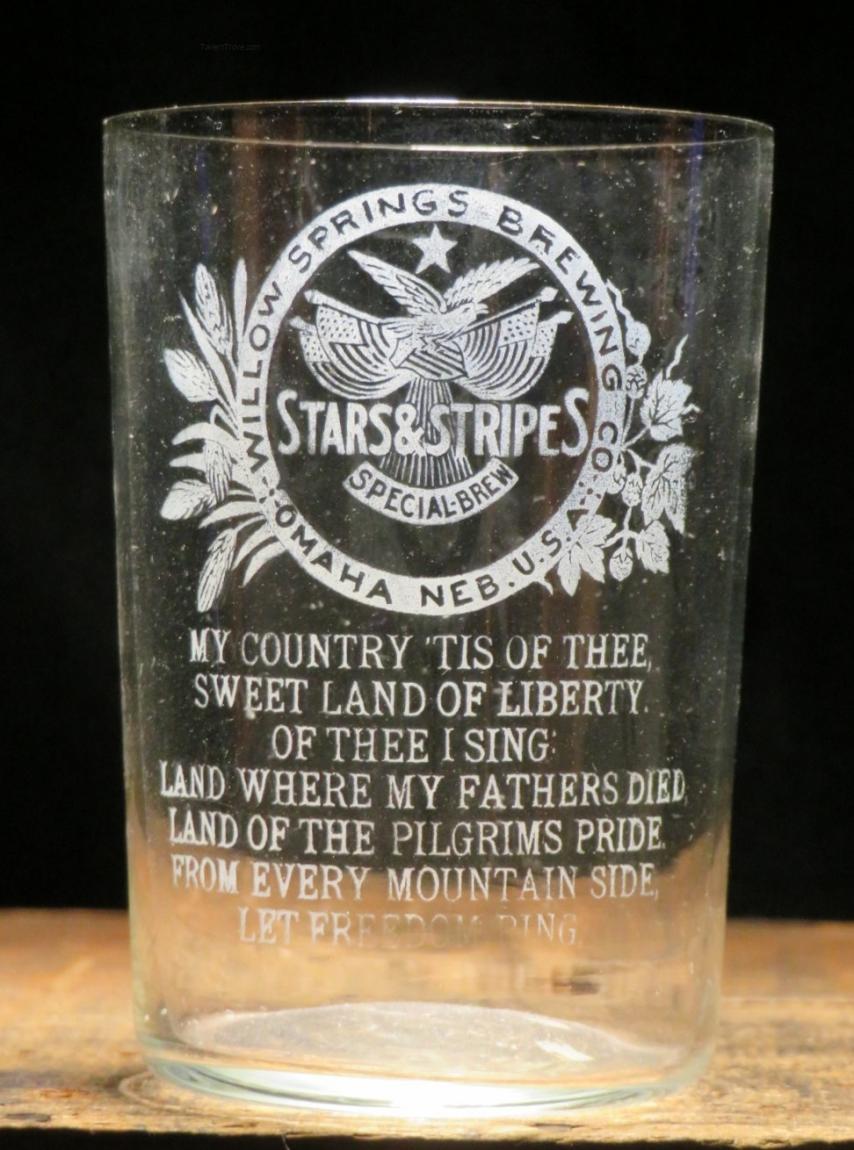 TavernTrove.com
WILLOW SPRINGS BREWING CO.
STARS & STRIPES
SPECIAL-BREW
OMAHA NEB. U.S.A.
MY COUNTRY 'TIS OF THEE,
SWEET LAND OF LIBERTY.
OF THEE I SING:
LAND WHERE MY FATHERS DIED,
LAND OF THE PILGRIMS PRIDE.
FROM EVERY MOUNTAIN SIDE,
LET FREEDOM RING.